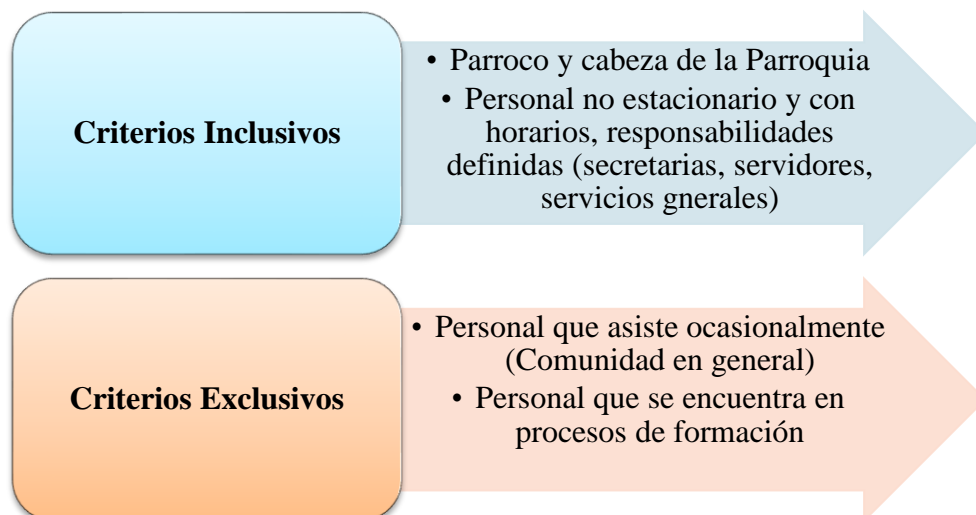 Criterios Inclusivos
• Parroco y cabeza de la Parroquia
• Personal no estacionario y con
horarios, responsabilidades
definidas (secretarias, servidores,
servicios gnerales)
Criterios Exclusivos
• Personal que asiste ocasionalmente
(Comunidad en general)
• Personal que se encuentra en
procesos de formación